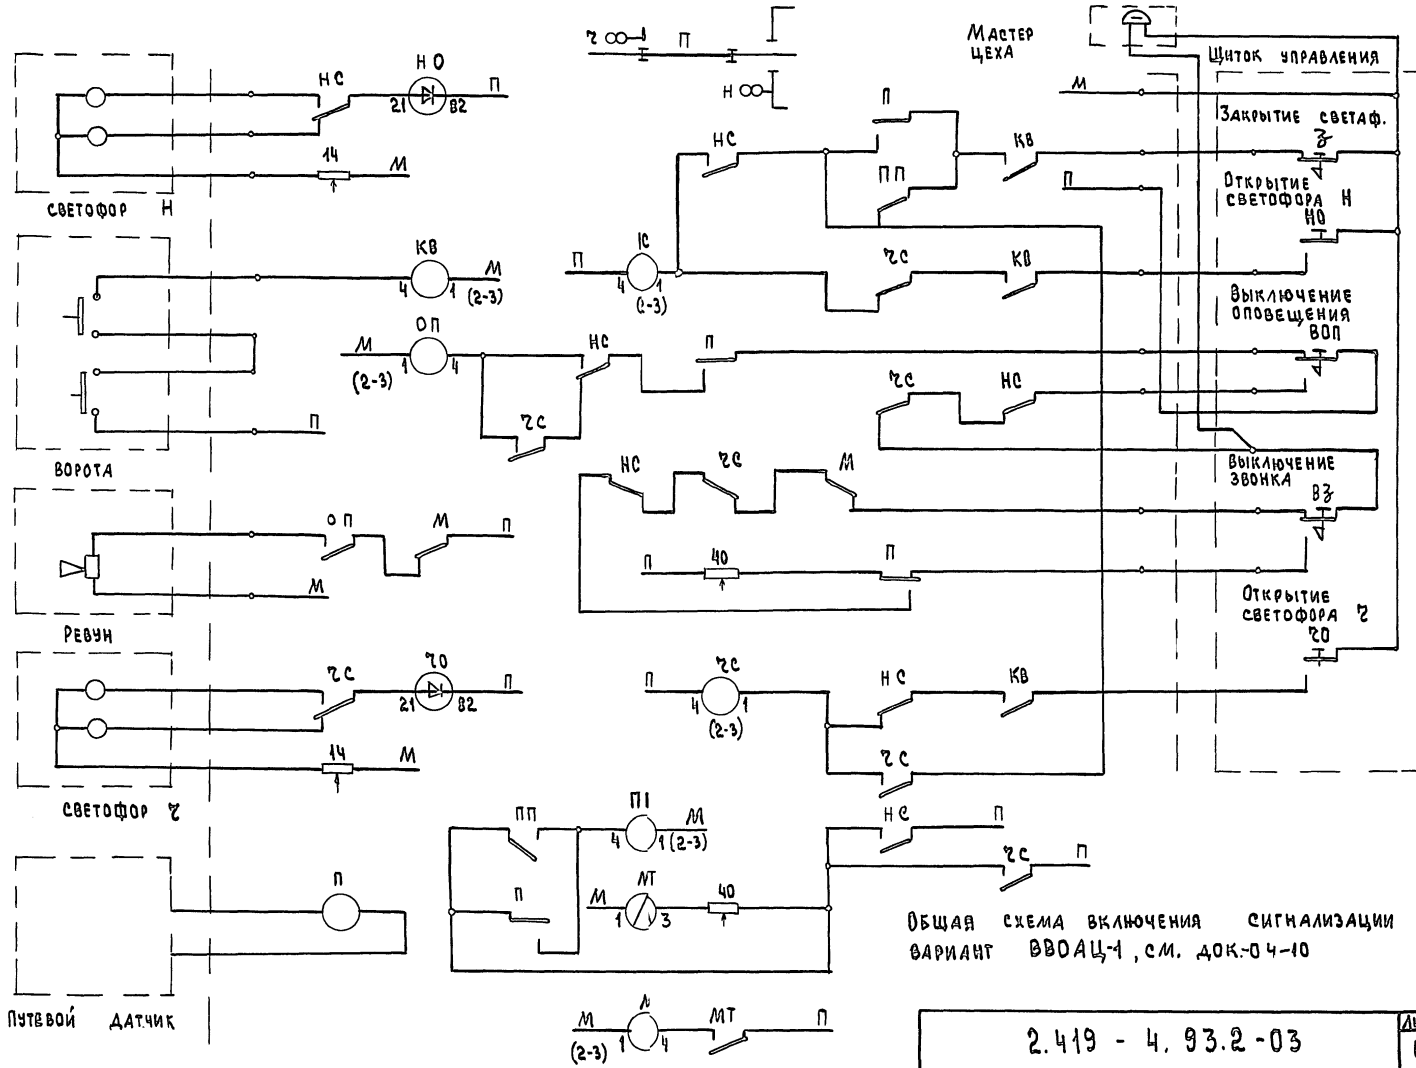 Ч
П
Н
МАСТЕР
ЦЕХА
ЩИТОК УПРАВЛЕНИЯ
НС
НО
21
82
П
14
М
СВЕТОФОР Н
М
ЗАКРЫТИЕ СВЕТАФ.
З
П
НС
КВ
ПП
П
ОТКРЫТИЕ
СВЕТОФОРА Н
НО
КВ
4
1
М
(2-3)
П
1С
4
1
ЧС
КВ
ВЫКЛЮЧЕНИЕ
ОПОВЕЩЕНИЯ
ВОП
М
(2-3)
ОП
1
4
НС
П
ЧС
ЧС
НС
П
ВОРОТА
ВЫКЛЮЧЕНИЕ
ЗВОНКА
ВЗ
НС
ЧС
М
ОП
М
П
М
РЕВУН
П
40
П
ОТКРЫТИЕ
СВЕТОФОРА Ч
ЧО
ЧС
ЧО
21
82
П
14
М
СВЕТОФОР Ч
П
ЧС
4
1
(2-3)
НС
КВ
ЧС
ПП
П1
4
1 (2-3)
М
НС
П
ЧС
П
П
М
МТ
1
3
40
П
ПУТЕВОЙ ДАТЧИК
ОБЩАЯ СХЕМА ВКЛЮЧЕНИЯ СИГНАЛИЗАЦИИ
ВАРИАНТ ВВОАЦ-1, СМ. ДОК.-04-10
М
(2-3)
1
4
МТ
П
2.419 - 4. 93.2-03